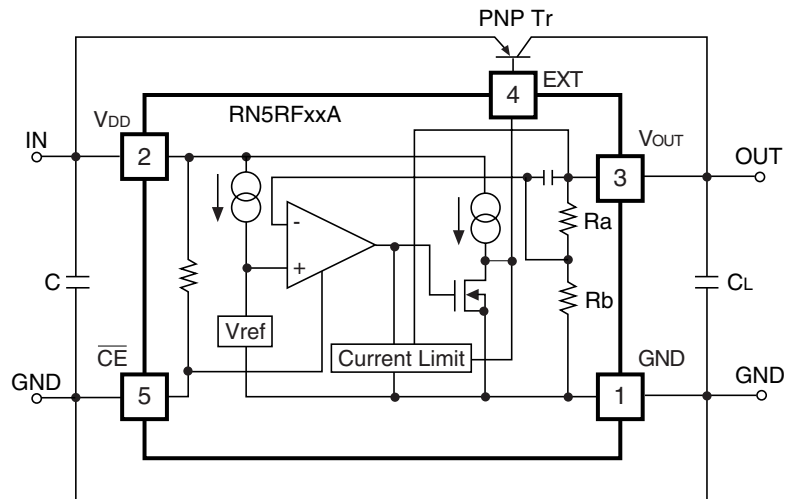 PNP Tr
4
EXT
RN5RFxxA
VDD
IN
2
VOUT
3
OUT
-
+
Ra
Rb
C
Vref
CL
CE
Current Limit
GND
GND
5
1
GND